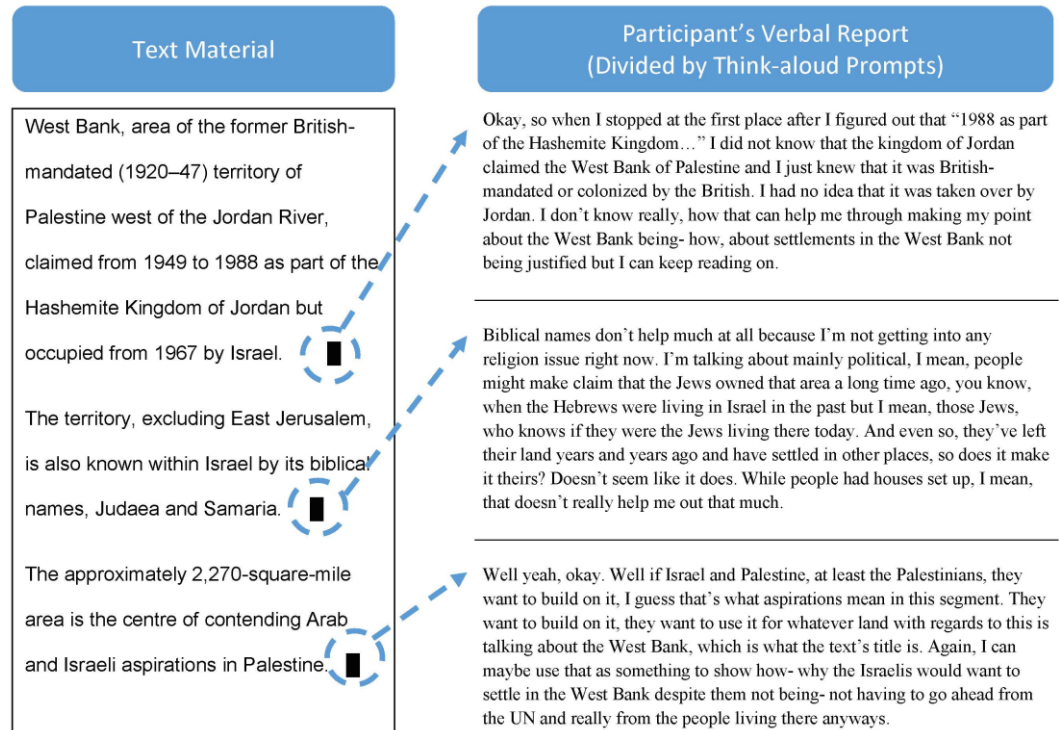 Text Material
West Bank, area of the former British-
mandated (1920–47) territory of
Palestine west of the Jordan River,
claimed from 1949 to 1988 as part of the
Hashemite Kingdom of Jordan but
occupied from 1967 by Israel.
The territory, excluding East Jerusalem,
is also known within Israel by its biblical
names, Judaea and Samaria.
The approximately 2,270-square-mile
area is the centre of contending Arab
and Israeli aspirations in Palestine.
Participant's Verbal Report
(Divided by Think-aloud Prompts)
Okay, so when I stopped at the first place after I figured out that “1988 as part
of the Hashemite Kingdom…” I did not know that the kingdom of Jordan
claimed the West Bank of Palestine and I just knew that it was British-
mandated or colonized by the British. I had no idea that it was taken over by
Jordan. I don’t know really, how that can help me through making my point
about the West Bank being- how, about settlements in the West Bank not
being justified but I can keep reading on.
Biblical names don’t help much at all because I’m not getting into any
religion issue right now. I’m talking about mainly political, I mean, people
might make claim that the Jews owned that area a long time ago, you know,
when the Hebrews were living in Israel in the past but I mean, those Jews,
who knows if they were the Jews living there today. And even so, they’ve left
their land years and years ago and have settled in other places, so does it make
it theirs? Doesn’t seem like it does. While people had houses set up, I mean,
that doesn’t really help me out that much.
Well yeah, okay. Well if Israel and Palestine, at least the Palestinians, they
want to build on it, I guess that’s what aspirations mean in this segment. They
want to build on it, they want to use it for whatever land with regards to this is
talking about the West Bank, which is what the text’s title is. Again, I can
maybe use that as something to show how- why the Israelis would want to
settle in the West Bank despite them not being- not having to go ahead from
the UN and really from the people living there anyways.